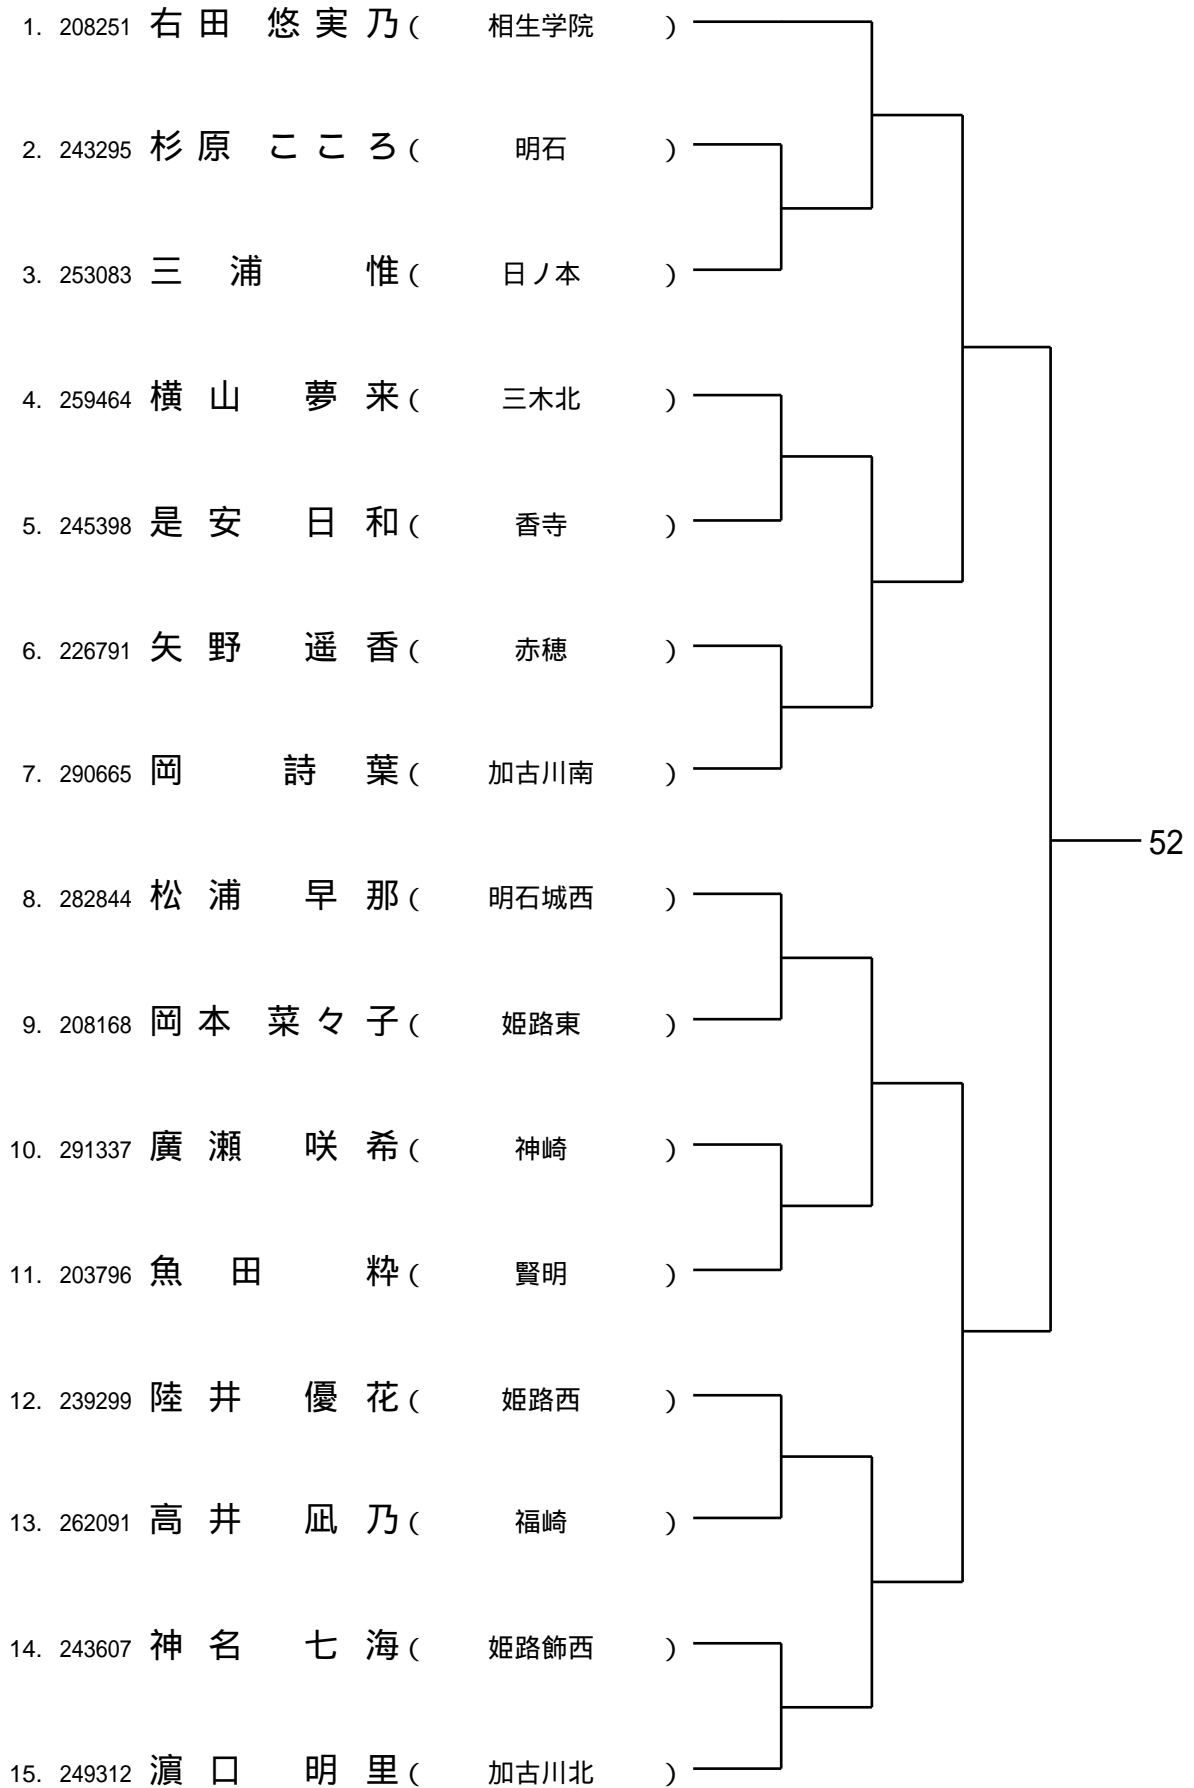 1. 208251 右田 悠実乃 ( 相生学院 )
2. 243295 杉原 こころ ( 明石 )
3. 253083 三浦 惟 ( 日ノ本 )
4. 259464 横山 夢来 ( 三木北 )
5. 245398 是安 日和 ( 香寺 )
6. 226791 矢野 遥香 ( 赤穂 )
7. 290665 岡 詩葉 ( 加古川南 )
52
8. 282844 松浦 早那 ( 明石城西 )
9. 208168 岡本 菜々子 ( 姫路東 )
10. 291337 廣瀬 咲希 ( 神崎 )
11. 203796 魚田 粋 ( 賢明 )
12. 239299 陸井 優花 ( 姫路西 )
13. 262091 高井 凪乃 ( 福崎 )
14. 243607 神名 七海 ( 姫路飾西 )
15. 249312 濵口 明里 ( 加古川北 )